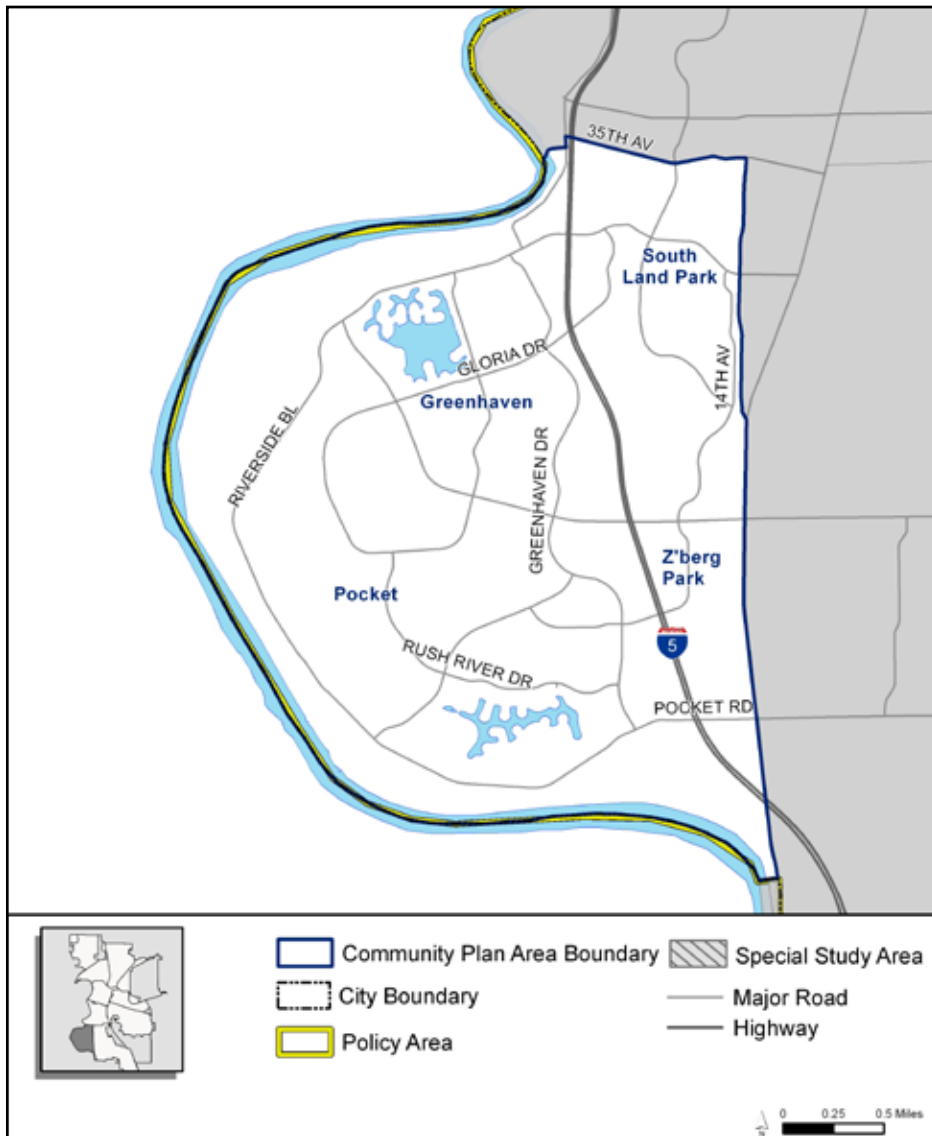 35TH AV
South
Land Park
GLORIA DR
14TH AV
Greenhaven
RIVERSIDE BL
GREENHAVEN DR
Z'berg
Park
Pocket
5
RUSH RIVER DR
POCKET RD
Community Plan Area Boundary
City Boundary
Policy Area
Special Study Area
Major Road
Highway
0 0.25 0.5 Miles